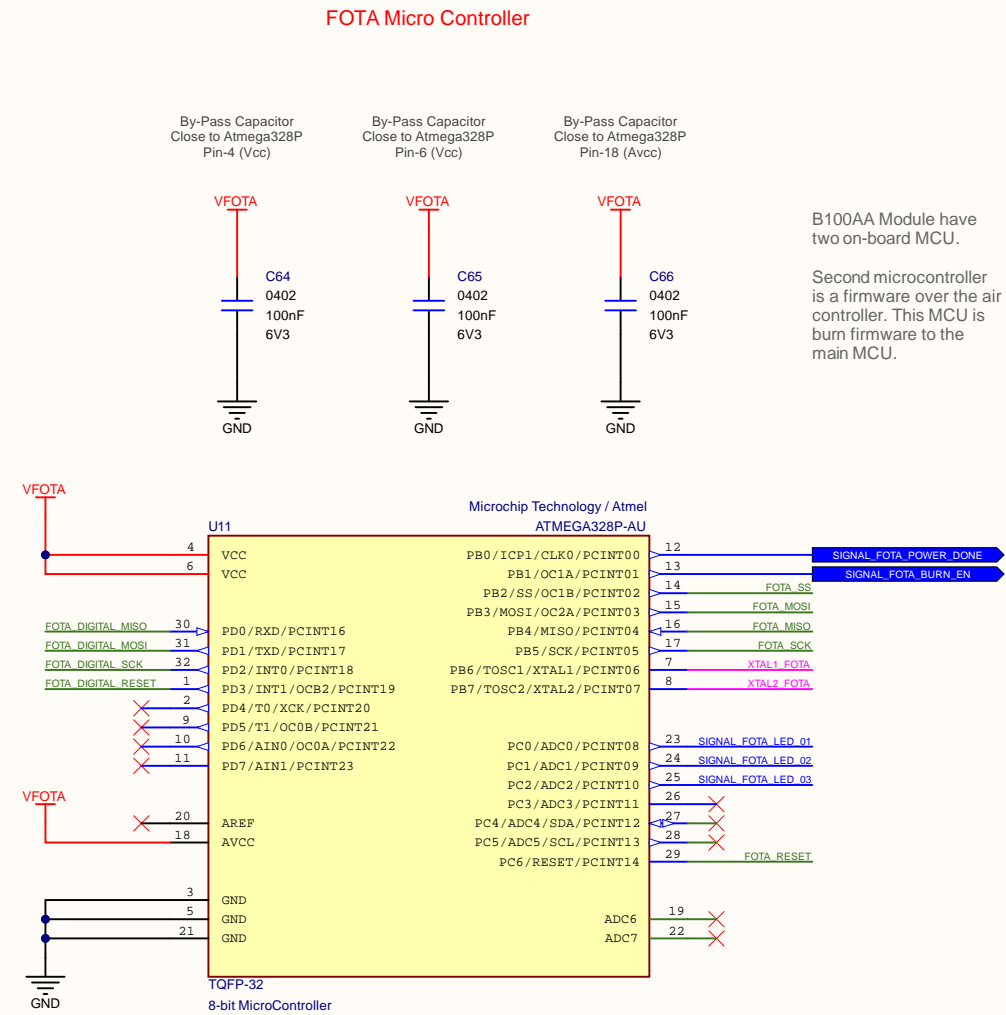 FOTA Micro Controller
By-Pass Capacitor
Close to Atmega328P
Pin-4 (Vcc)
By-Pass Capacitor
Close to Atmega328P
Pin-6 (Vcc)
By-Pass Capacitor
Close to Atmega328P
Pin-18 (Avcc)
VFOTA
C64
0402
100nF
6V3
GND
VFOTA
C65
0402
100nF
6V3
GND
VFOTA
C66
0402
100nF
6V3
GND
B100AA Module have
two on-board MCU.
Second microcontroller
is a firmware over the air
controller. This MCU is
burn firmware to the
main MCU.
Microchip Technology / Atmel
U11
ATMEGA328P-AU
VFOTA
4 VCC
6 VCC
FOTA_DIGITAL_MISO 30 PD0/RXD/PCINT16
FOTA_DIGITAL_MOSI 31 PD1/TXD/PCINT17
FOTA_DIGITAL_SCK 32 PD2/INT0/PCINT18
FOTA_DIGITAL_RESET 1 PD3/INT1/OCB2/PCINT19
2 PD4/T0/XCK/PCINT20
9 PD5/T1/OC0B/PCINT21
10 PD6/AIN0/OC0A/PCINT22
11 PD7/AIN1/PCINT23
VFOTA
20 AREF
18 AVCC
3 GND
5 GND
21 GND
GND
PB0/ICP1/CLK0/PCINT00 12 SIGNAL_FOTA_POWER_DONE
PB1/OC1A/PCINT01 13 SIGNAL_FOTA_BURN_EN
PB2/SS/OC1B/PCINT02 14 FOTA_SS
PB3/MOSI/OC2A/PCINT03 15 FOTA_MOSI
PB4/MISO/PCINT04 16 FOTA_MISO
PB5/SCK/PCINT05 17 FOTA_SCK
PB6/TOSC1/XTAL1/PCINT06 7 XTAL1_FOTA
PB7/TOSC2/XTAL2/PCINT07 8 XTAL2_FOTA
PC0/ADC0/PCINT08 23 SIGNAL_FOTA_LED_01
PC1/ADC1/PCINT09 24 SIGNAL_FOTA_LED_02
PC2/ADC2/PCINT10 25 SIGNAL_FOTA_LED_03
PC3/ADC3/PCINT11 26
PC4/ADC4/SDA/PCINT12 27
PC5/ADC5/SCL/PCINT13 28
PC6/RESET/PCINT14 29 FOTA_RESET
ADC6 19
ADC7 22
TQFP-32
8-bit MicroController